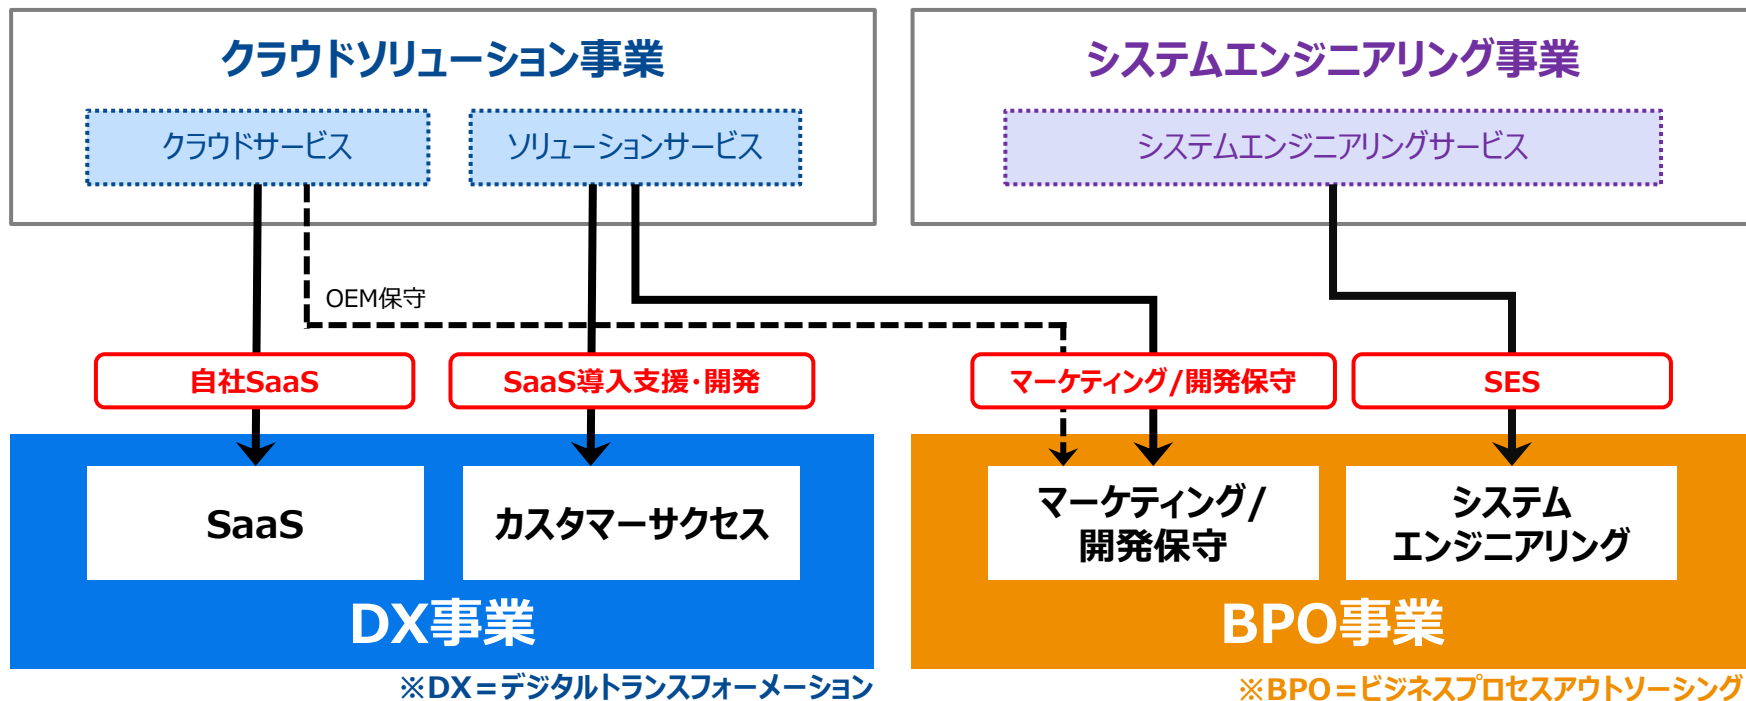 クラウドソリューション事業
システムエンジニアリング事業
クラウドサービス
ソリューションサービス
システムエンジニアリングサービス
OEM保守
自社SaaS
SaaS導入支援・開発
マーケティング/開発保守
SES
SaaS
カスタマーサクセス
マーケティング/
開発保守
システム
エンジニアリング
DX事業
BPO事業
※DX＝デジタルトランスフォーメーション
※BPO＝ビジネスプロセスアウトソーシング